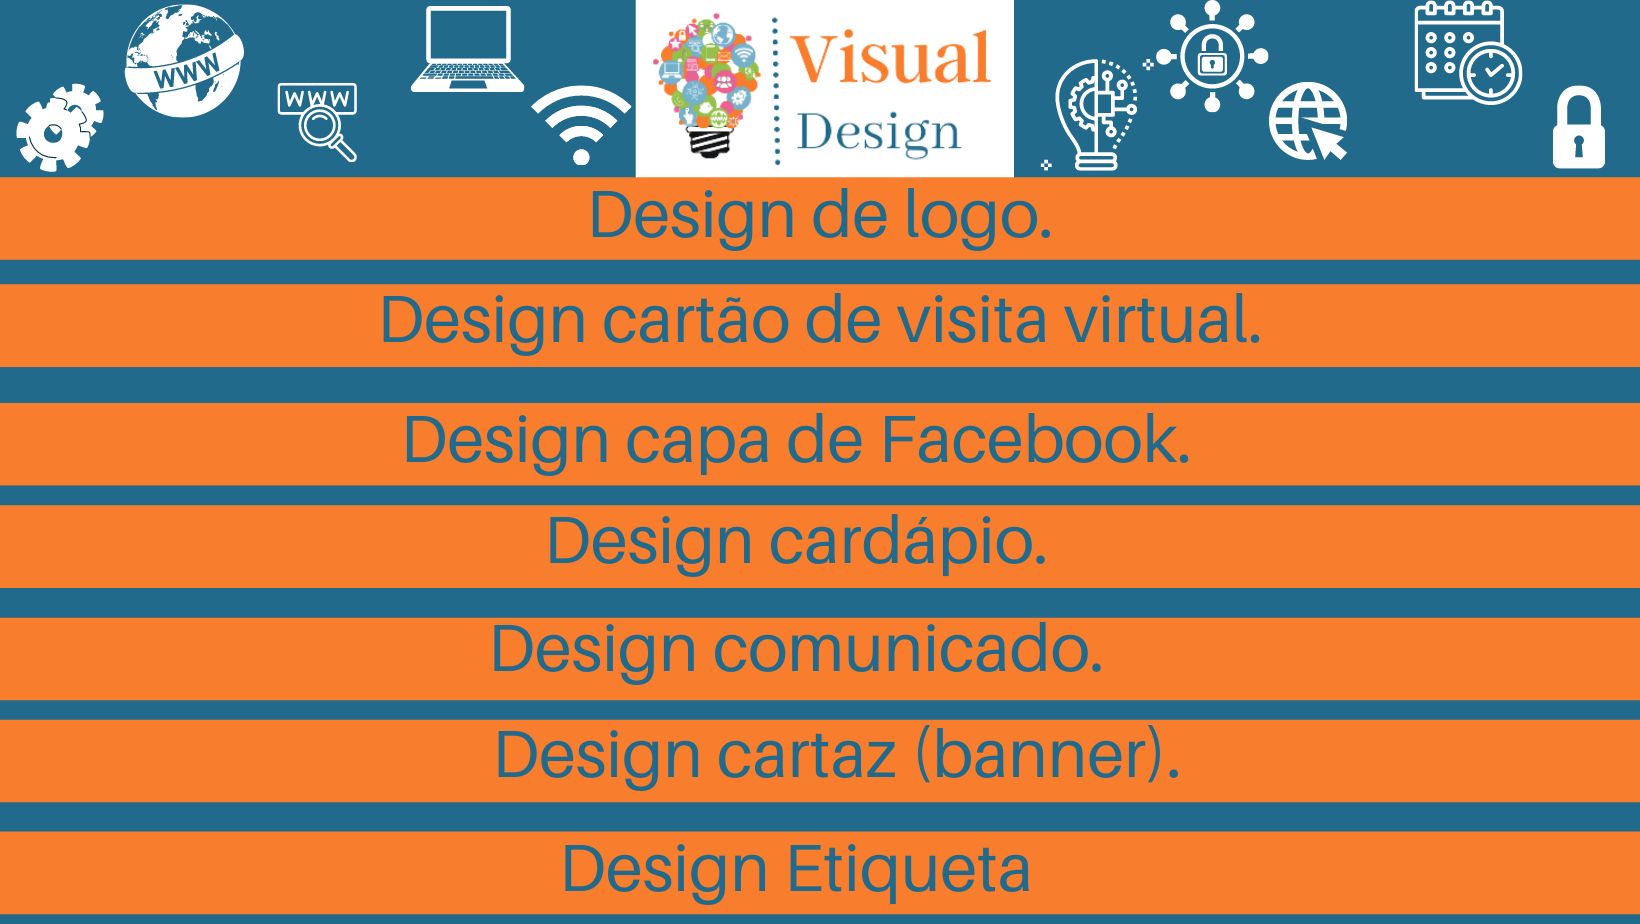 WWW
WWW
Visual
Design
Design de logo.
Design cartão de visita virtual.
Design capa de Facebook.
Design cardápio.
Design comunicado.
Design cartaz (banner).
Design Etiqueta